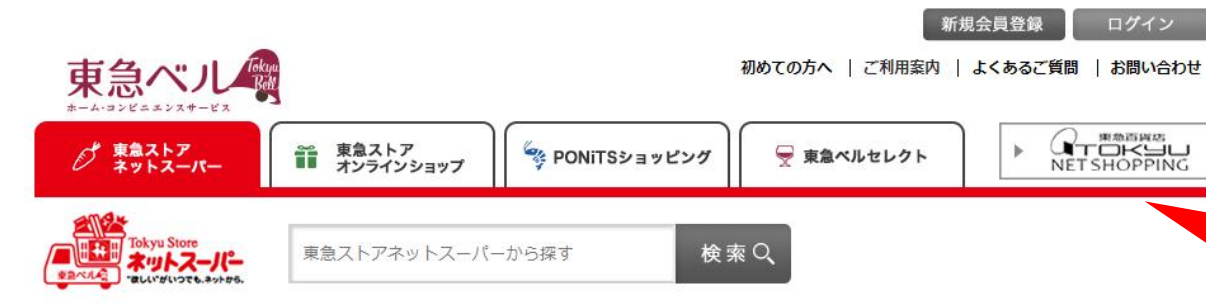 新規会員登録
ログイン
東急ベル
Tokyu
Bell
ホーム・コンビニエンスサービス
初めての方へ | ご利用案内 | よくあるご質問 | お問い合わせ
東急ストア
ネットスーパー
東急ストア
オンラインショップ
PONiTSショッピング
東急ベルセレクト
東急百貨店
TOKYU
NET SHOPPING
Tokyu Store
ネットスーパー
"欲しい"がいつでも、ネットから。
東急ベル
東急ストアネットスーパーから探す
検索